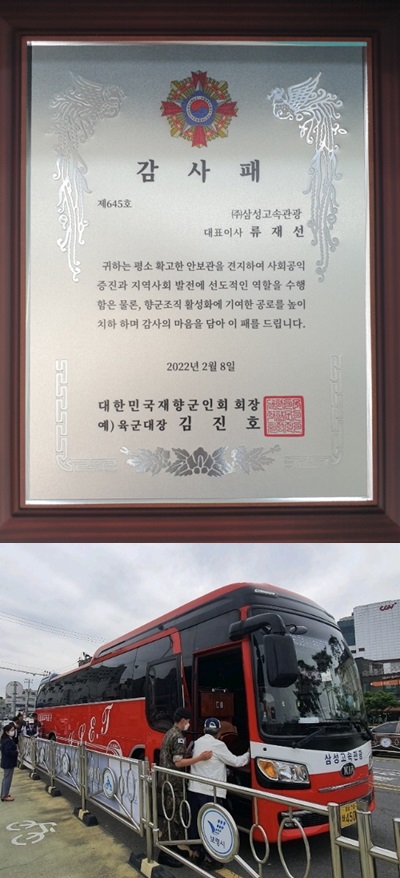 감 사 패
제645호
㈜삼성고속관광
대표이사 류 재 선
귀하는 평소 확고한 안보관을 견지하여 사회공익
증진과 지역사회 발전에 선도적인 역할을 수행
함은 물론, 향군조직 활성화에 기여한 공로를 높이
치하 하며 감사의 마음을 담아 이 패를 드립니다.
2022년 2월 8일
대한민국재향군인회 회장
예) 육군대장 김 진 호
삼성고속관광
KIA
보령시